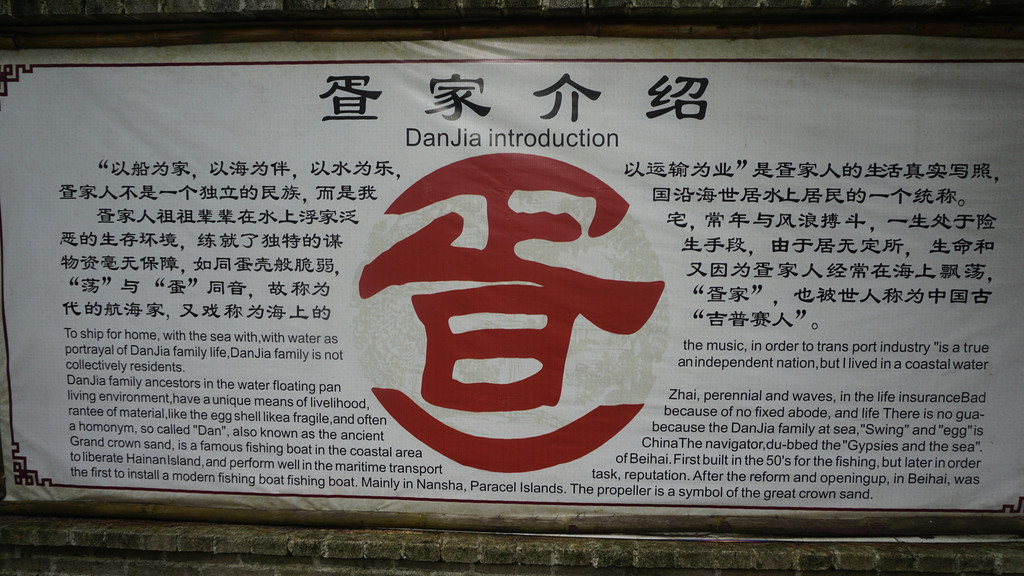 疍家介绍
DanJia introduction
“以船为家，以海为伴，以水为乐，以运输为业”是疍家人的生活真实写照，
疍家人不是一个独立的民族，而是我国沿海世居水上居民的一个统称。
疍家人祖祖辈辈在水上浮家泛宅，常年与风浪搏斗，一生处于险
恶的生存环境，练就了独特的谋生手段，由于居无定所，生命和
物资毫无保障，如同蛋壳般脆弱，又因为疍家人经常在海上飘荡，
“荡”与“蛋”同音，故称为“疍家”，也被世人称为中国古
代的航海家，又戏称为海上的“吉普赛人”。
To ship for home, with the sea with,with water as the music, in order to trans port industry "is a true
portrayal of DanJia family life,DanJia family is not an independent nation,but I lived in a coastal water
collectively residents.
DanJia family ancestors in the water floating pan Zhai, perennial and waves, in the life insuranceBad
living environment,have a unique means of livelihood, because of no fixed abode, and life There is no gua-
rantee of material,like the egg shell likea fragile,and often because the DanJia family at sea,"Swing" and "egg"is
a homonym, so called "Dan", also known as the ancient ChinaThe navigator,du-bbed the "Gypsies and the sea".
Grand crown sand, is a famous fishing boat in the coastal area of Beihai.First built in the 50's for the fishing,but later in order
to liberate HainanIsland,and perform well in the maritime transport task, reputation. After the reform and openingup, in Beihai, was
the first to install a modern fishing boat fishing boat. Mainly in Nansha, Paracel Islands. The propeller is a symbol of the great crown sand.
疍